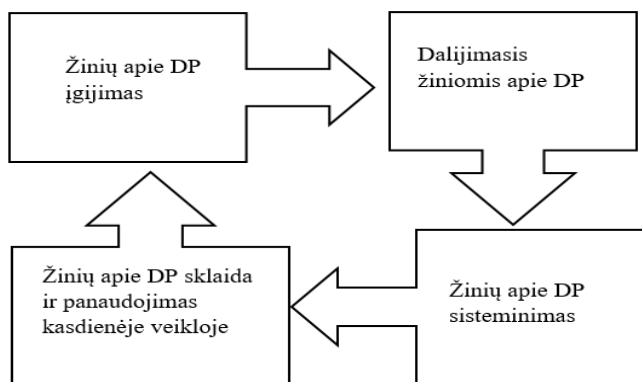 Žinių apie DP
įgijimas
Dalijimasis
žiniomis apie DP
Žinių apie DP
sisteminimas
Žinių apie DP sklaida
ir panaudojimas
kasdienėje veikloje